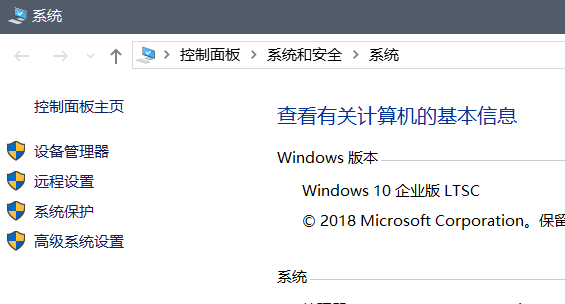 系统
控制面板 > 系统和安全 > 系统
控制面板主页
设备管理器
远程设置
系统保护
高级系统设置
查看有关计算机的基本信息
Windows 版本
Windows 10 企业版 LTSC
© 2018 Microsoft Corporation。保留
系统